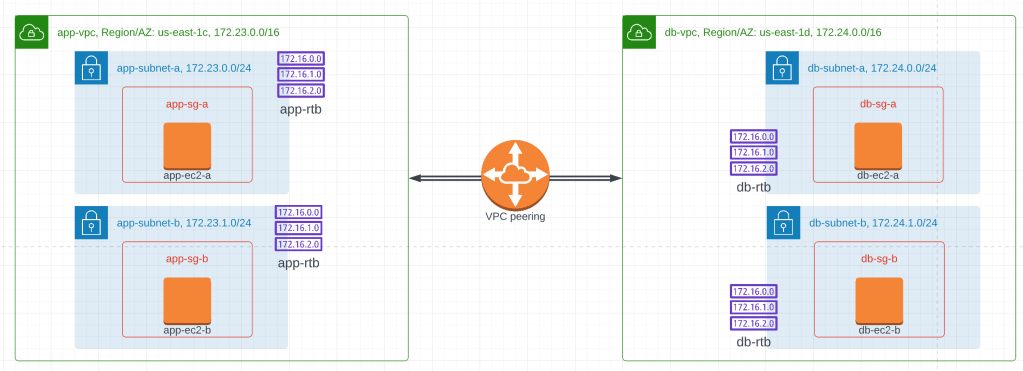 app-vpc, Region/AZ: us-east-1c, 172.23.0.0/16
app-subnet-a, 172.23.0.0/24
172.16.0.0
172.16.1.0
172.16.2.0
app-rtb
app-sg-a
app-ec2-a
app-subnet-b, 172.23.1.0/24
172.16.0.0
172.16.1.0
172.16.2.0
app-rtb
app-sg-b
app-ec2-b
VPC peering
db-vpc, Region/AZ: us-east-1d, 172.24.0.0/16
db-subnet-a, 172.24.0.0/24
db-sg-a
172.16.0.0
172.16.1.0
172.16.2.0
db-rtb
db-ec2-a
db-subnet-b, 172.24.1.0/24
db-sg-b
172.16.0.0
172.16.1.0
172.16.2.0
db-rtb
db-ec2-b